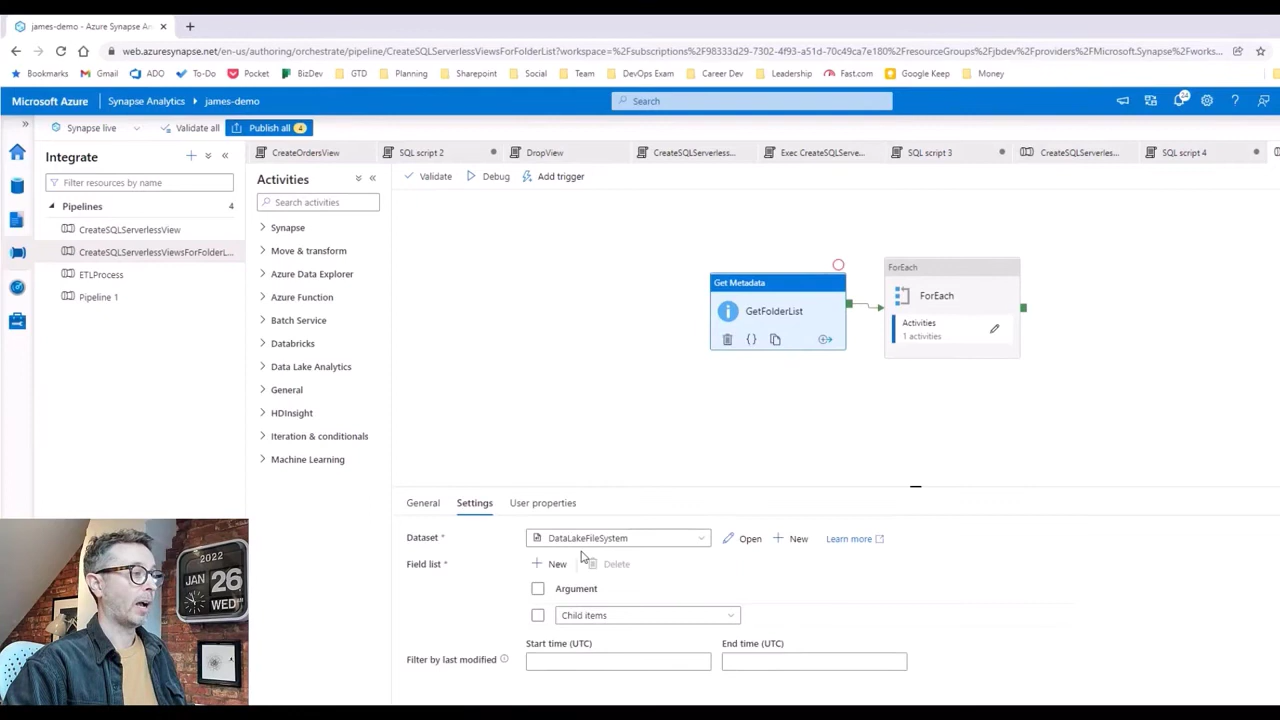 james-demo - Azure Synapse An
web.azuresynapse.net/en-us/authoring/orchestrate/pipeline/CreateSQLServerlessViewsForFolderList?workspace=%2Fsubscriptions%2F98333d29-7302-4f93-a51d-70c49a7e180%2FresourceGroups%2Fjbdev%2Fproviders%2FMicrosoft.Synapse%2Fworks...
Bookmarks Gmail ADO To-Do Pocket BizDev GTD Planning Sharepoint Social Team DevOps Exam Career Dev Leadership Fast.com Google Keep Money
Microsoft Azure Synapse Analytics james-demo Search 24
Synapse live Validate all Publish all 4
Integrate
CreateOrdersView SQL script 2 DropView CreateSQLServerless... Exec CreateSQLServe... SQL script 3 CreateSQLServerles... SQL script 4
Filter resources by name
Pipelines 4
CreateSQLServerlessView
CreateSQLServerlessViewsForFolderL...
ETLProcess
Pipeline 1
Activities
Search activities
Synapse
Move & transform
Azure Data Explorer
Azure Function
Batch Service
Databricks
Data Lake Analytics
General
HDInsight
Iteration & conditionals
Machine Learning
Validate Debug Add trigger
Get Metadata
GetFolderList
ForEach
ForEach
Activities
1 activities
General Settings User properties
Dataset * DataLakeFileSystem Open New Learn more
Field list * New Delete
Argument
Child items
Start time (UTC) End time (UTC)
Filter by last modified
2022
JAN 26
WED